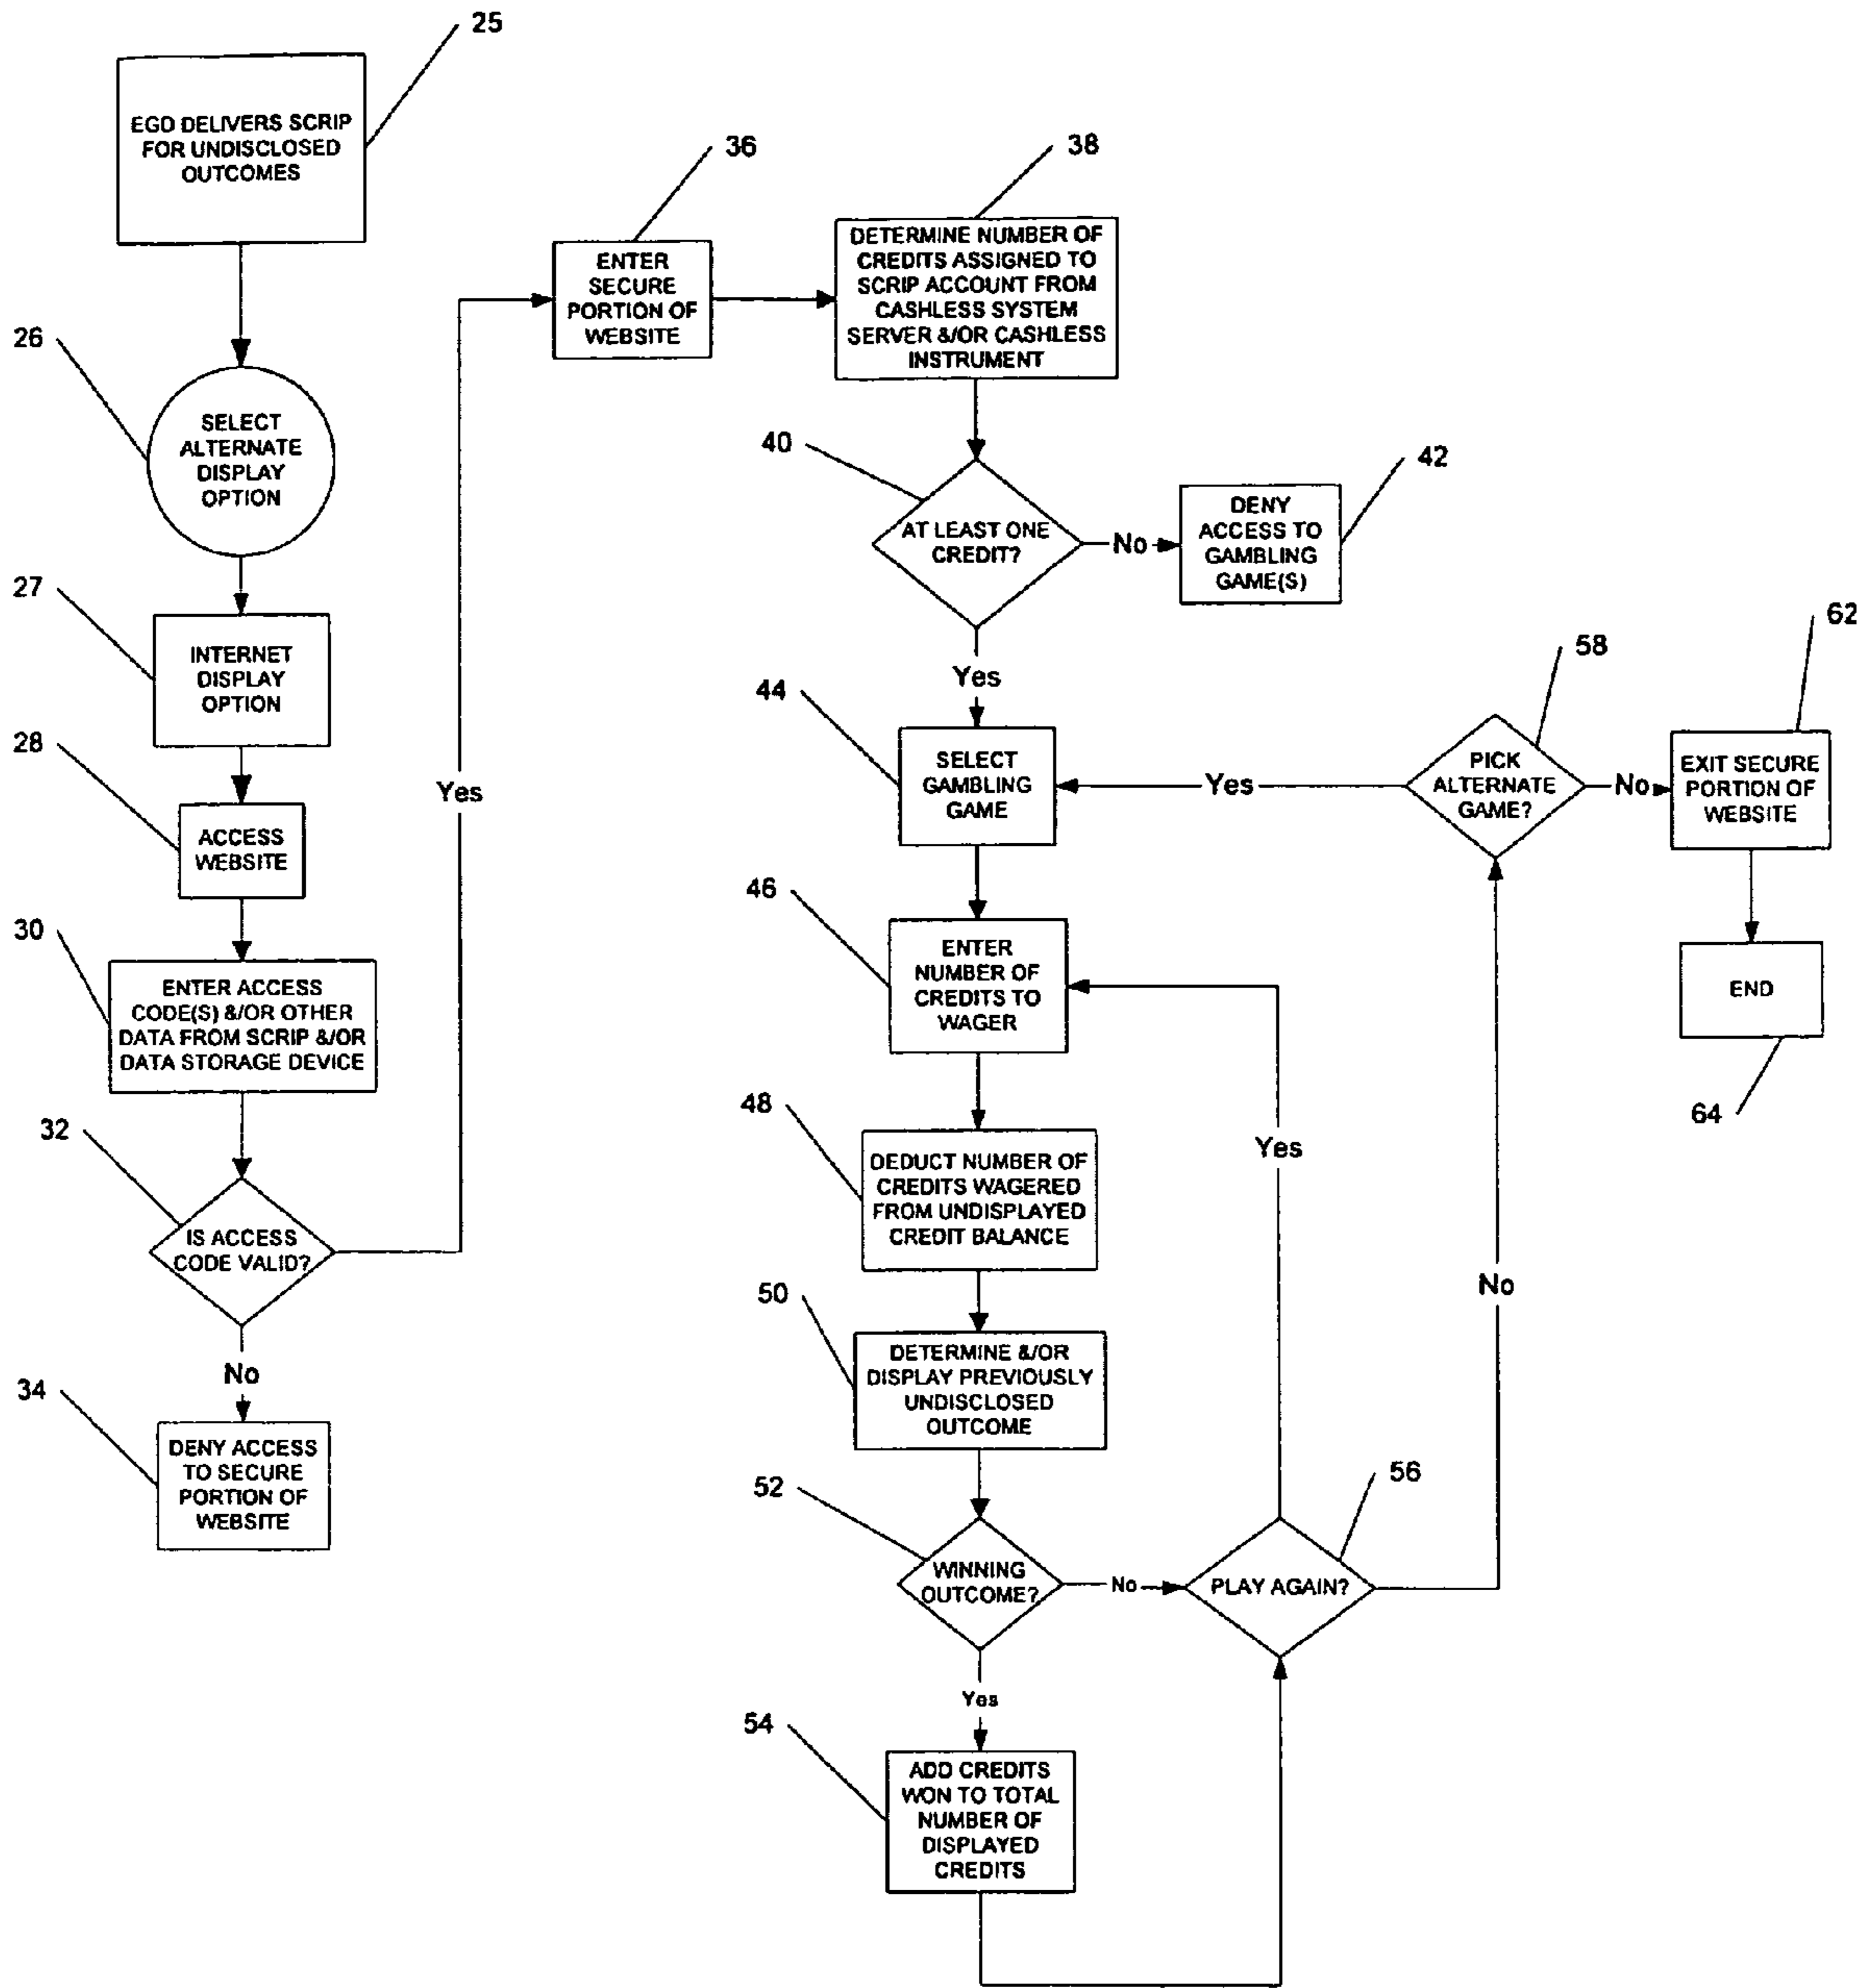 25
EGD DELIVERS SCRIP
FOR UNDISCLOSED
OUTCOMES
26
SELECT
ALTERNATE
DISPLAY
OPTION
27
INTERNET
DISPLAY
OPTION
28
ACCESS
WEBSITE
30
ENTER ACCESS
CODE(S) &/OR OTHER
DATA FROM SCRIP &/OR
DATA STORAGE DEVICE
32
IS ACCESS
CODE VALID?
Yes
No
34
DENY ACCESS
TO SECURE
PORTION OF
WEBSITE
36
ENTER
SECURE
PORTION OF
WEBSITE
38
DETERMINE NUMBER OF
CREDITS ASSIGNED TO
SCRIP ACCOUNT FROM
CASHLESS SYSTEM
SERVER &/OR CASHLESS
INSTRUMENT
40
AT LEAST ONE
CREDIT?
No
42
DENY
ACCESS TO
GAMBLING
GAME(S)
Yes
44
SELECT
GAMBLING
GAME
46
ENTER
NUMBER OF
CREDITS TO
WAGER
48
DEDUCT NUMBER OF
CREDITS WAGERED
FROM UNDISPLAYED
CREDIT BALANCE
50
DETERMINE &/OR
DISPLAY PREVIOUSLY
UNDISCLOSED
OUTCOME
52
WINNING
OUTCOME?
No
Yes
54
ADD CREDITS
WON TO TOTAL
NUMBER OF
DISPLAYED
CREDITS
56
PLAY AGAIN?
Yes
No
58
PICK
ALTERNATE
GAME?
Yes
No
62
EXIT SECURE
PORTION OF
WEBSITE
END
64